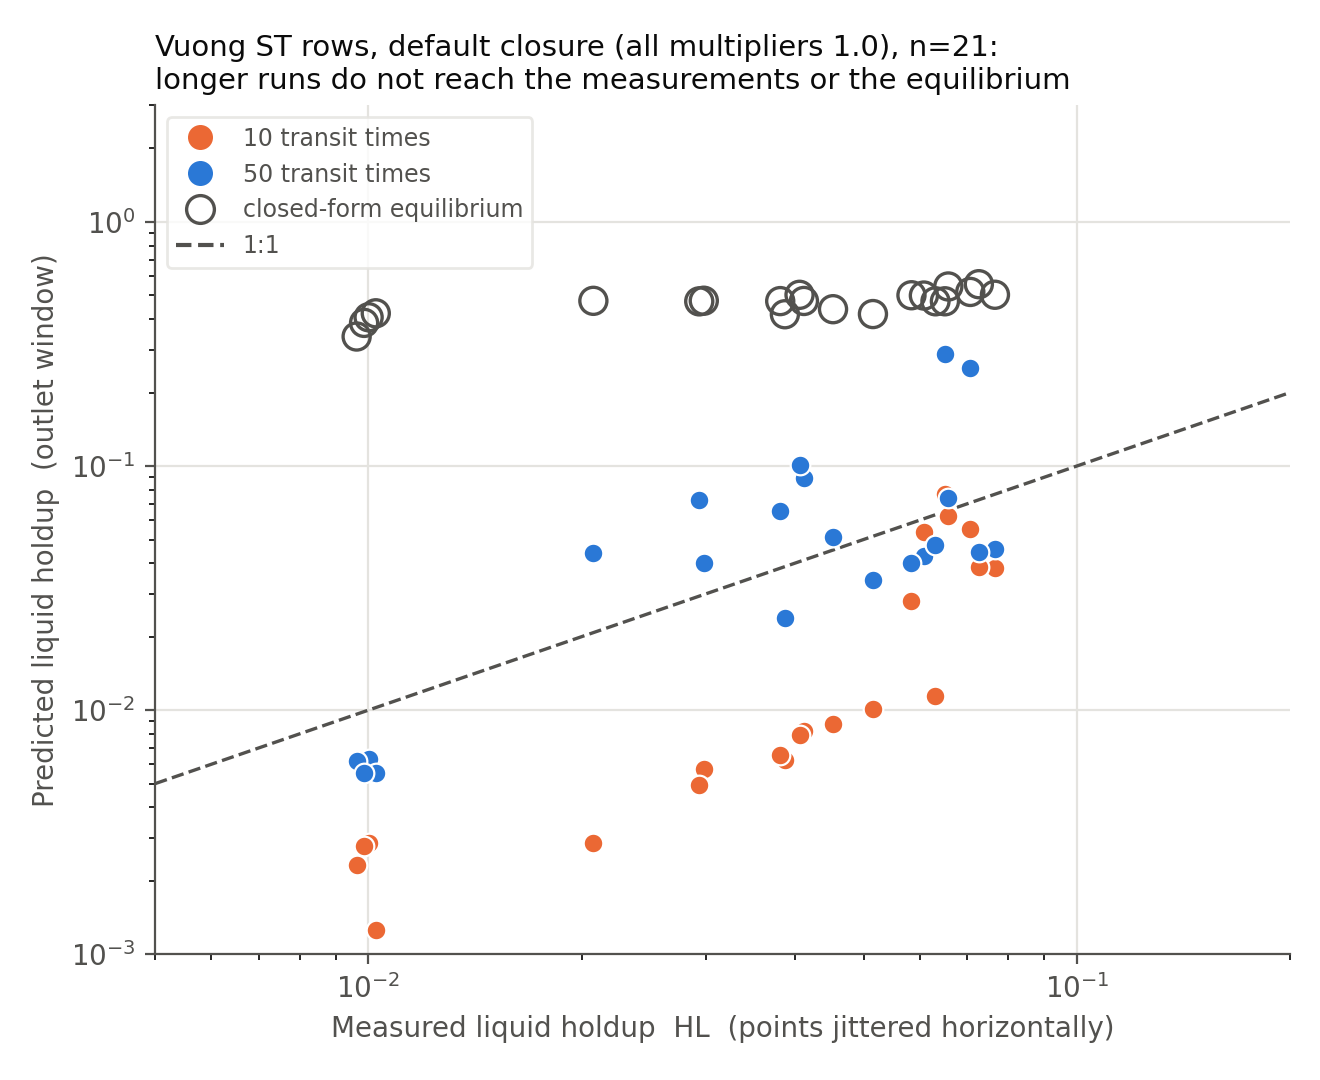 Vuong ST rows, default closure (all multipliers 1.0), n=21:
longer runs do not reach the measurements or the equilibrium
10 transit times
50 transit times
closed-form equilibrium
1:1
10⁰
10⁻¹
10⁻²
10⁻³
Predicted liquid holdup (outlet window)
10⁻²
10⁻¹
Measured liquid holdup HL (points jittered horizontally)